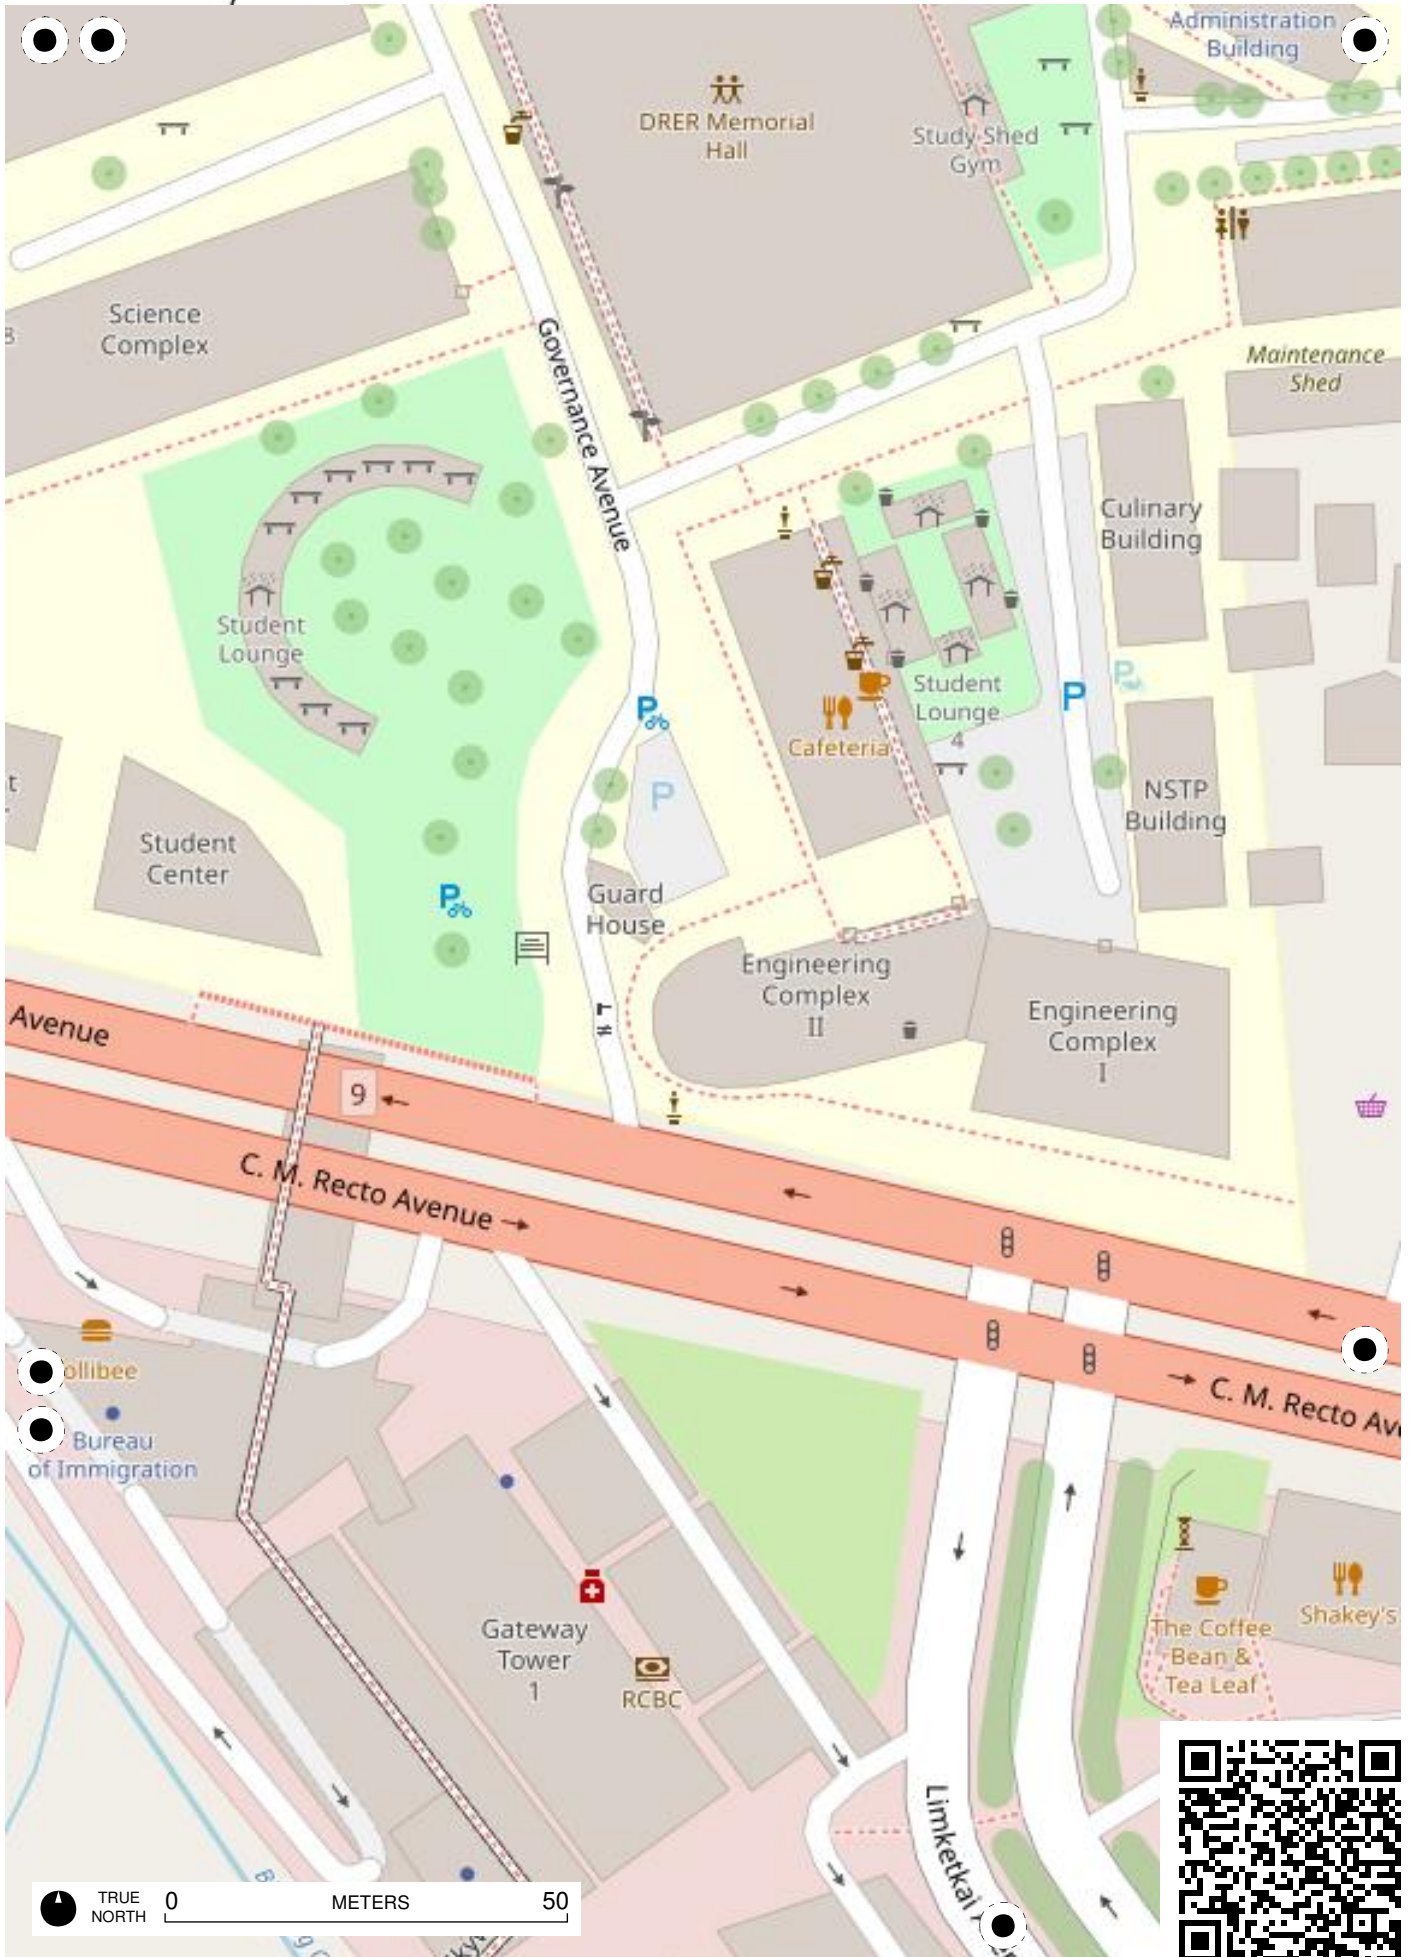 Administration
Building
DRER Memorial
Hall
Study Shed
Gym
Science
Complex
Governance Avenue
Maintenance
Shed
Culinary
Building
Student
Lounge
Student
Lounge
4
P
P
P
Cafeteria
P
NSTP
Building
t
Student
Center
P
Guard
House
Engineering
Complex
II
Engineering
Complex
I
Avenue
9
C. M. Recto Avenue
ollibee
C. M. Recto Av
Bureau
of Immigration
Gateway
Tower
1
RCBC
The Coffee
Bean &
Tea Leaf
Shakey's
Limketkai
TRUE
NORTH
0 METERS 50